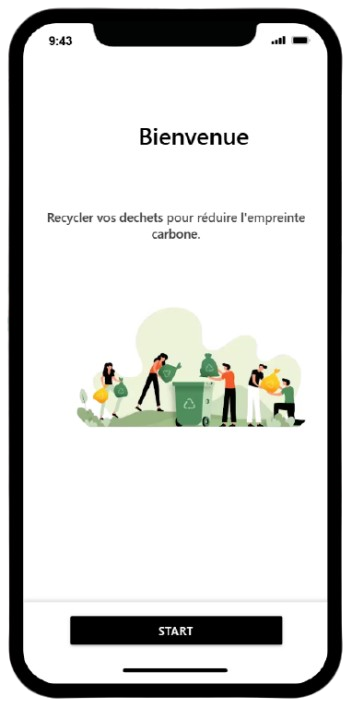 9:43
Bienvenue
Recycler vos dechets pour réduire l'empreinte
carbone.
START